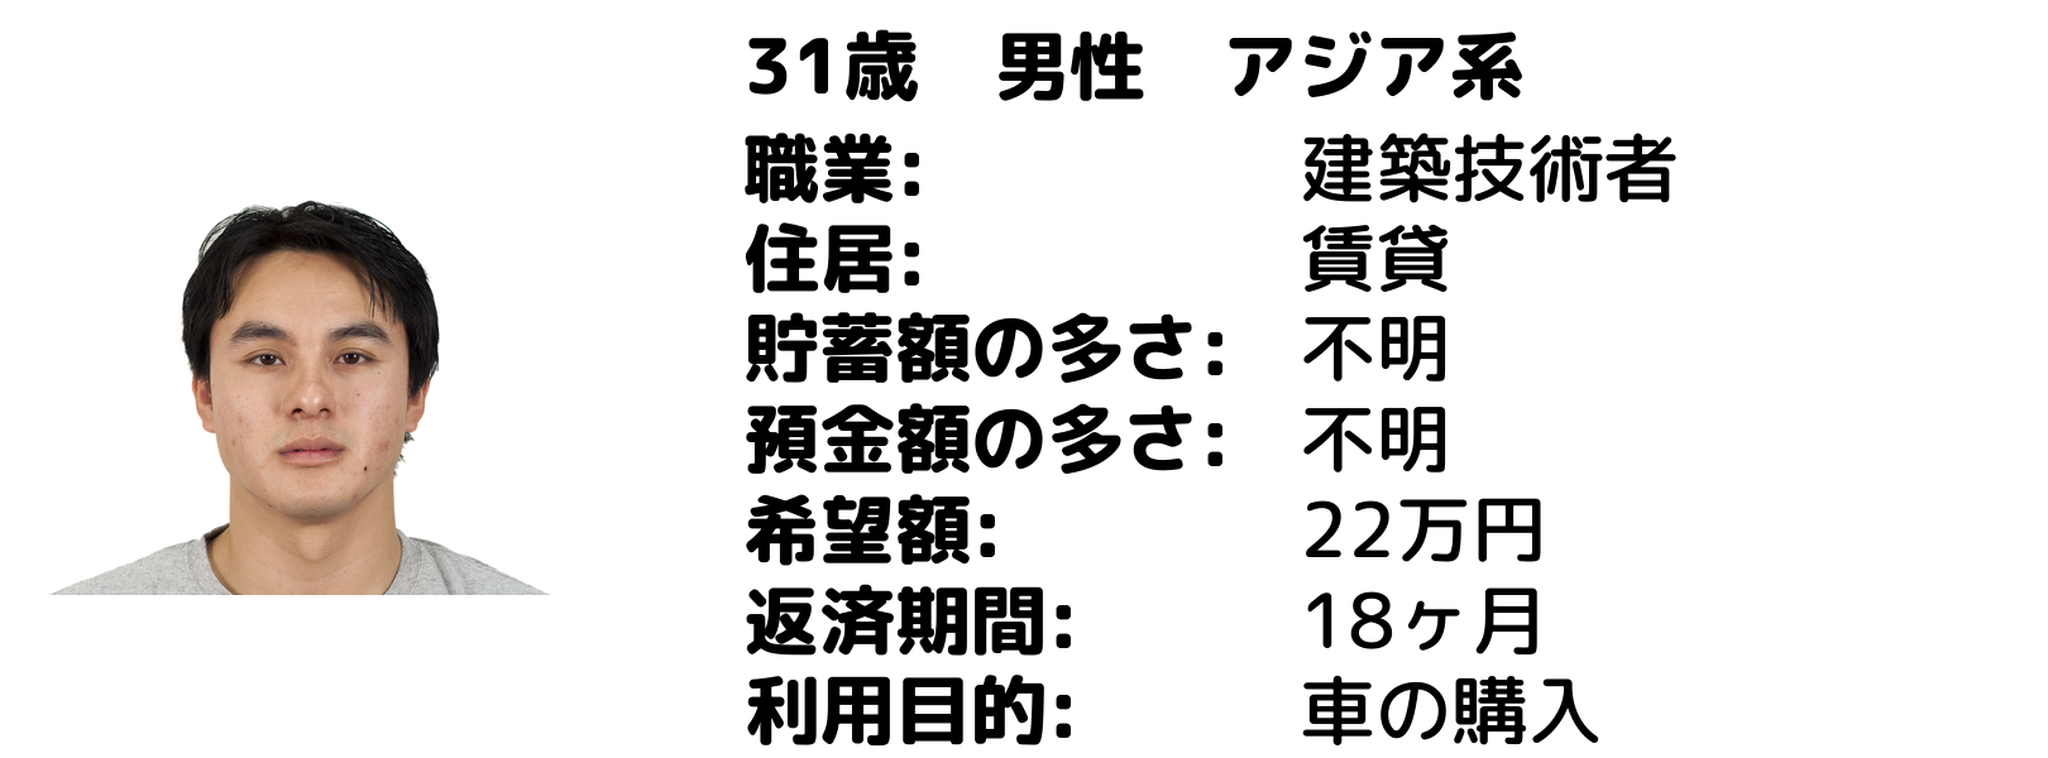 31歳　男性　アジア系
職業:　建築技術者
住居:　賃貸
貯蓄額の多さ:　不明
預金額の多さ:　不明
希望額:　22万円
返済期間:　18ヶ月
利用目的:　車の購入